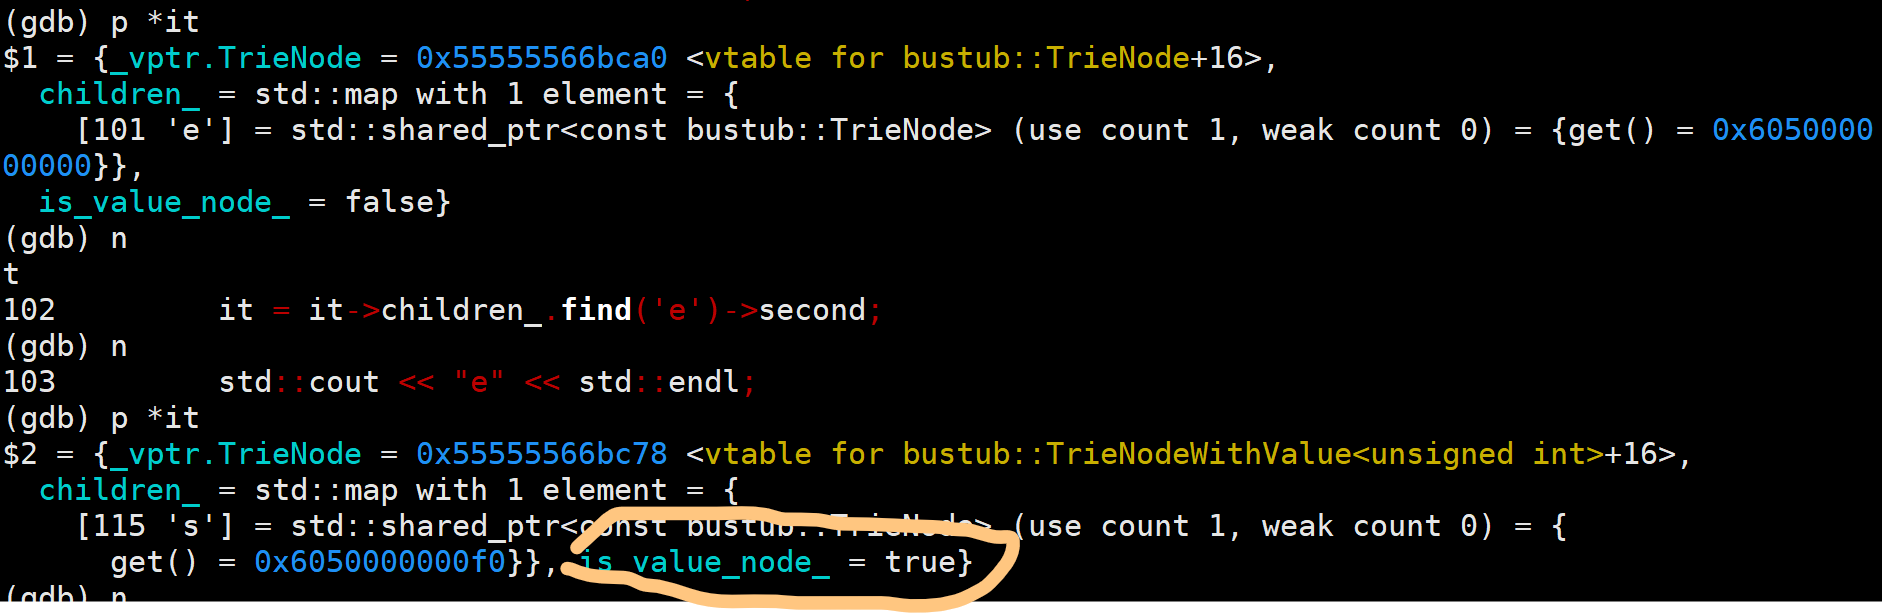 (gdb) p *it
$1 = {_vptr.TrieNode = 0x55555566bca0 <vtable for bustub::TrieNode+16>,
  children_ = std::map with 1 element = {
    [101 'e'] = std::shared_ptr<const bustub::TrieNode> (use count 1, weak count 0) = {get() = 0x6050000
00000}},
  is_value_node_ = false}
(gdb) n
t
102         it = it->children_.find('e')->second;
(gdb) n
103         std::cout << "e" << std::endl;
(gdb) p *it
$2 = {_vptr.TrieNode = 0x55555566bc78 <vtable for bustub::TrieNodeWithValue<unsigned int>+16>,
  children_ = std::map with 1 element = {
    [115 's'] = std::shared_ptr<const bustub::TrieNode> (use count 1, weak count 0) = {
      get() = 0x6050000000f0}}, is_value_node_ = true}
(gdb) n